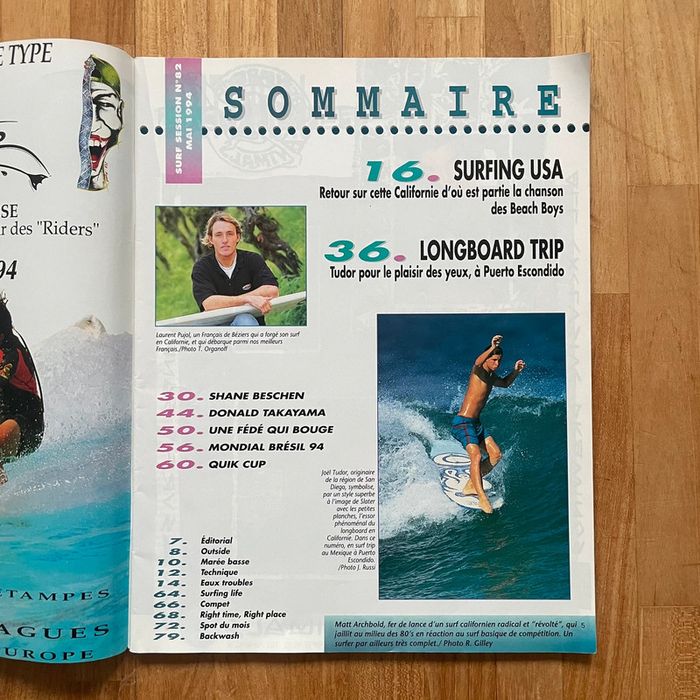 E TYPE
SE
r des "Riders"
94
ETAMPES
AGUES
EUROPE
SURF SESSION N°82
MAI 1994
SOMMAIRE
16. SURFING USA
Retour sur cette Californie d'où est partie la chanson
des Beach Boys
36. LONGBOARD TRIP
Tudor pour le plaisir des yeux, à Puerto Escondido
Laurent Pujol, un Français de Béziers qui a forgé son surf
en Californie, et qui débarque parmi nos meilleurs
Français./Photo T. Organoff
30. SHANE BESCHEN
44. DONALD TAKAYAMA
50. UNE FÉDÉ QUI BOUGE
56. MONDIAL BRÉSIL 94
60. QUIK CUP
Joël Tudor, originaire
de la région de San
Diego, symbolise,
par un style superbe
à l'image de Slater
avec les petites
planches, l'essor
phénoménal du
longboard en
Californie. Dans ce
numéro, en surf trip
au Mexique à Puerto
Escondido.
/Photo J. Russi
7. Éditorial
8. Outside
10. Marée basse
12. Technique
14. Eaux troubles
64. Surfing life
66. Compet
68. Right time, Right place
72. Spot du mois
79. Backwash
Matt Archbold, fer de lance d'un surf californien radical et "révolté", qui
jaillit au milieu des 80's en réaction au surf basique de compétition. Un
surfer par ailleurs très complet./ Photo R. Gilley
5